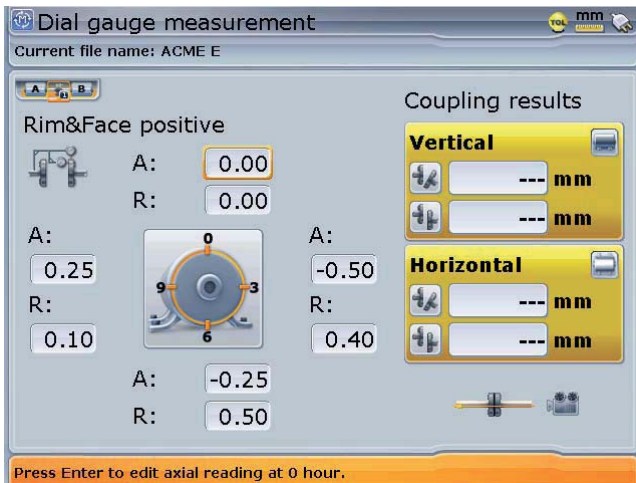 Dial gauge measurement
TOL
mm
Current file name: ACME E
A B
Coupling results
Rim&Face positive
Vertical
A: 0.00
--- mm
R: 0.00
--- mm
A:
0.25
R:
0.10
0
9 3
6
A:
-0.50
R:
0.40
Horizontal
--- mm
--- mm
A: -0.25
R: 0.50
Press Enter to edit axial reading at 0 hour.